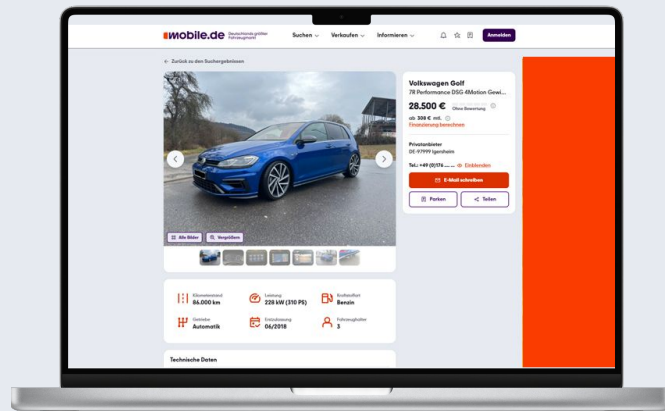 mobile.de Deutschlands größter
Fahrzeugmarkt
Suchen Verkaufen Informieren Anmelden
← Zurück zu den Suchergebnissen
Volkswagen Golf
7R Performance DSG 4Motion Gewi...
28.500 €
Ohne Bewertung
ab 308 € mtl.
Finanzierung berechnen
Privatanbieter
DE-97999 Igersheim
Tel.: +49 (0)176 ... ... Einblenden
E-Mail schreiben
Parken Teilen
Alle Bilder Vergrößern
Kilometerstand Leistung Kraftstoffart
84.000 km 228 kW (310 PS) Benzin
Getriebe Erstzulassung Fahrzeughalter
Automatik 06/2018 3
Technische Daten